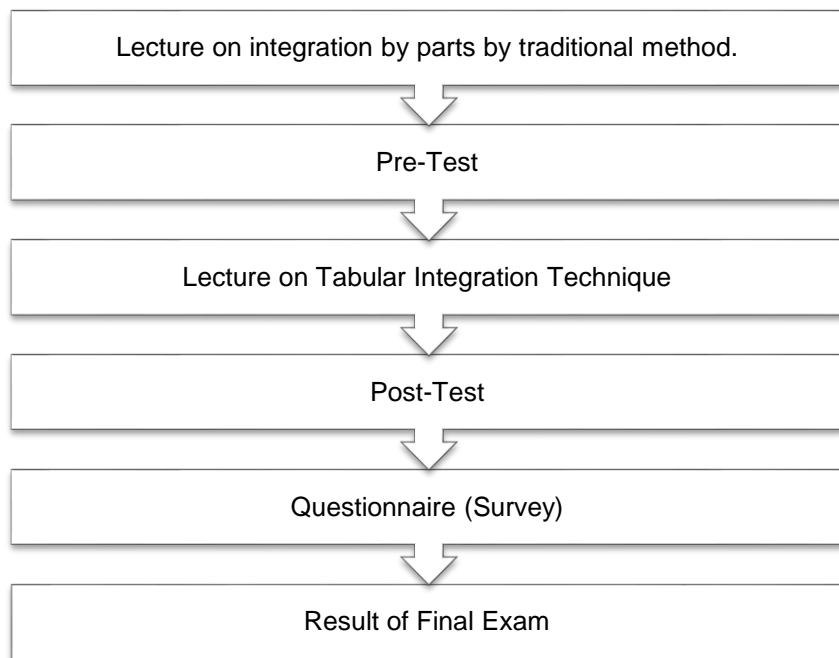 Lecture on integration by parts by traditional method.
Pre-Test
Lecture on Tabular Integration Technique
Post-Test
Questionnaire (Survey)
Result of Final Exam